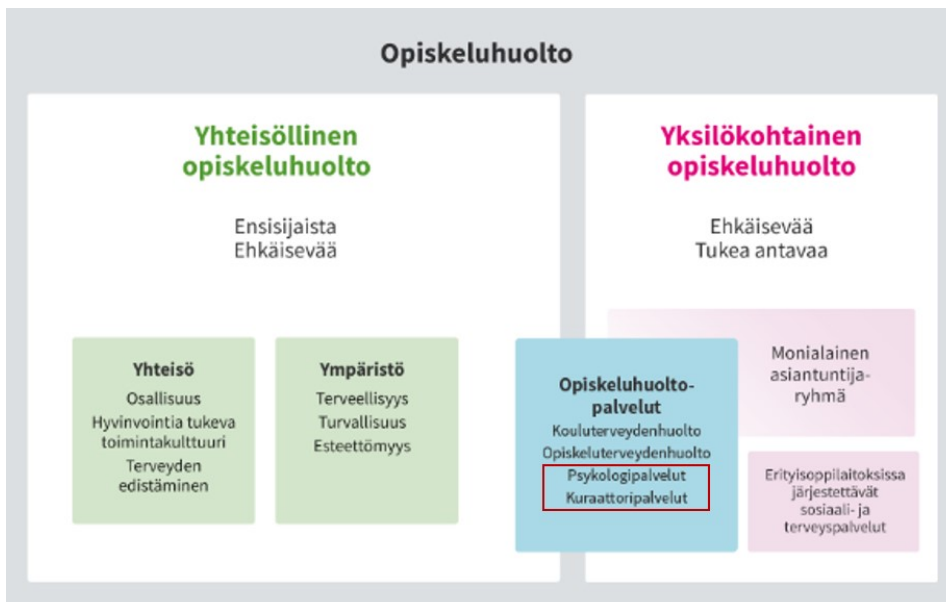 Opiskeluhuolto
Yhteisöllinen
opiskeluhuolto
Ensisijaista
Ehkäisevää
Yhteisö
Osallisuus
Hyvinvointia tukeva
toimintakulttuuri
Terveyden
edistäminen
Ympäristö
Terveellisyys
Turvallisuus
Esteettömyys
Opiskeluhuolto-
palvelut
Kouluterveydenhuolto
Opiskeluterveydenhuolto
Psykologipalvelut
Kuraattoripalvelut
Yksilökohtainen
opiskeluhuolto
Ehkäisevää
Tukea antavaa
Monialainen
asiantuntija-
ryhmä
Erityisoppilaitoksissa
järjestettävät
sosiaali- ja
terveyspalvelut